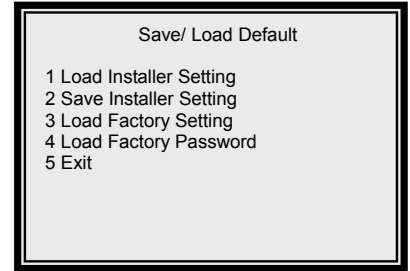 Save/ Load Default
1 Load Installer Setting
2 Save Installer Setting
3 Load Factory Setting
4 Load Factory Password
5 Exit